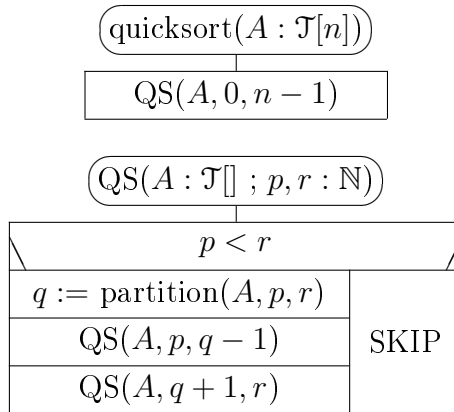 quicksort(A : 𝒯[n])
QS(A, 0, n − 1)
QS(A : 𝒯[] ; p, r : ℕ)
p < r
q := partition(A, p, r)
QS(A, p, q − 1)
SKIP
QS(A, q + 1, r)